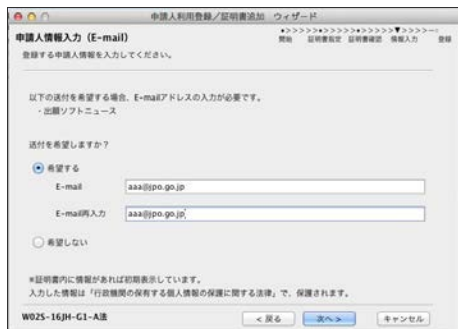 申請人利用登録/証明書追加 ウィザード
申請人情報入力（E-mail）
●>>>>>●>>>>>●>>>>>▼>>>>—○
開始 証明書設定 証明書確認 情報入力 登録
登録する申請人情報を入力してください。
以下の送付を希望する場合、E-mailアドレスの入力が必要です。
・出願ソフトニュース
送付を希望しますか？
希望する
E-mail aaa@jpo.go.jp
E-mail再入力 aaa@jpo.go.jp
希望しない
※証明書内に情報があれば初期表示しています。
入力した情報は「行政機関の保有する個人情報の保護に関する法律」で、保護されます。
W02S-16JH-G1-A法 < 戻る 次へ > キャンセル